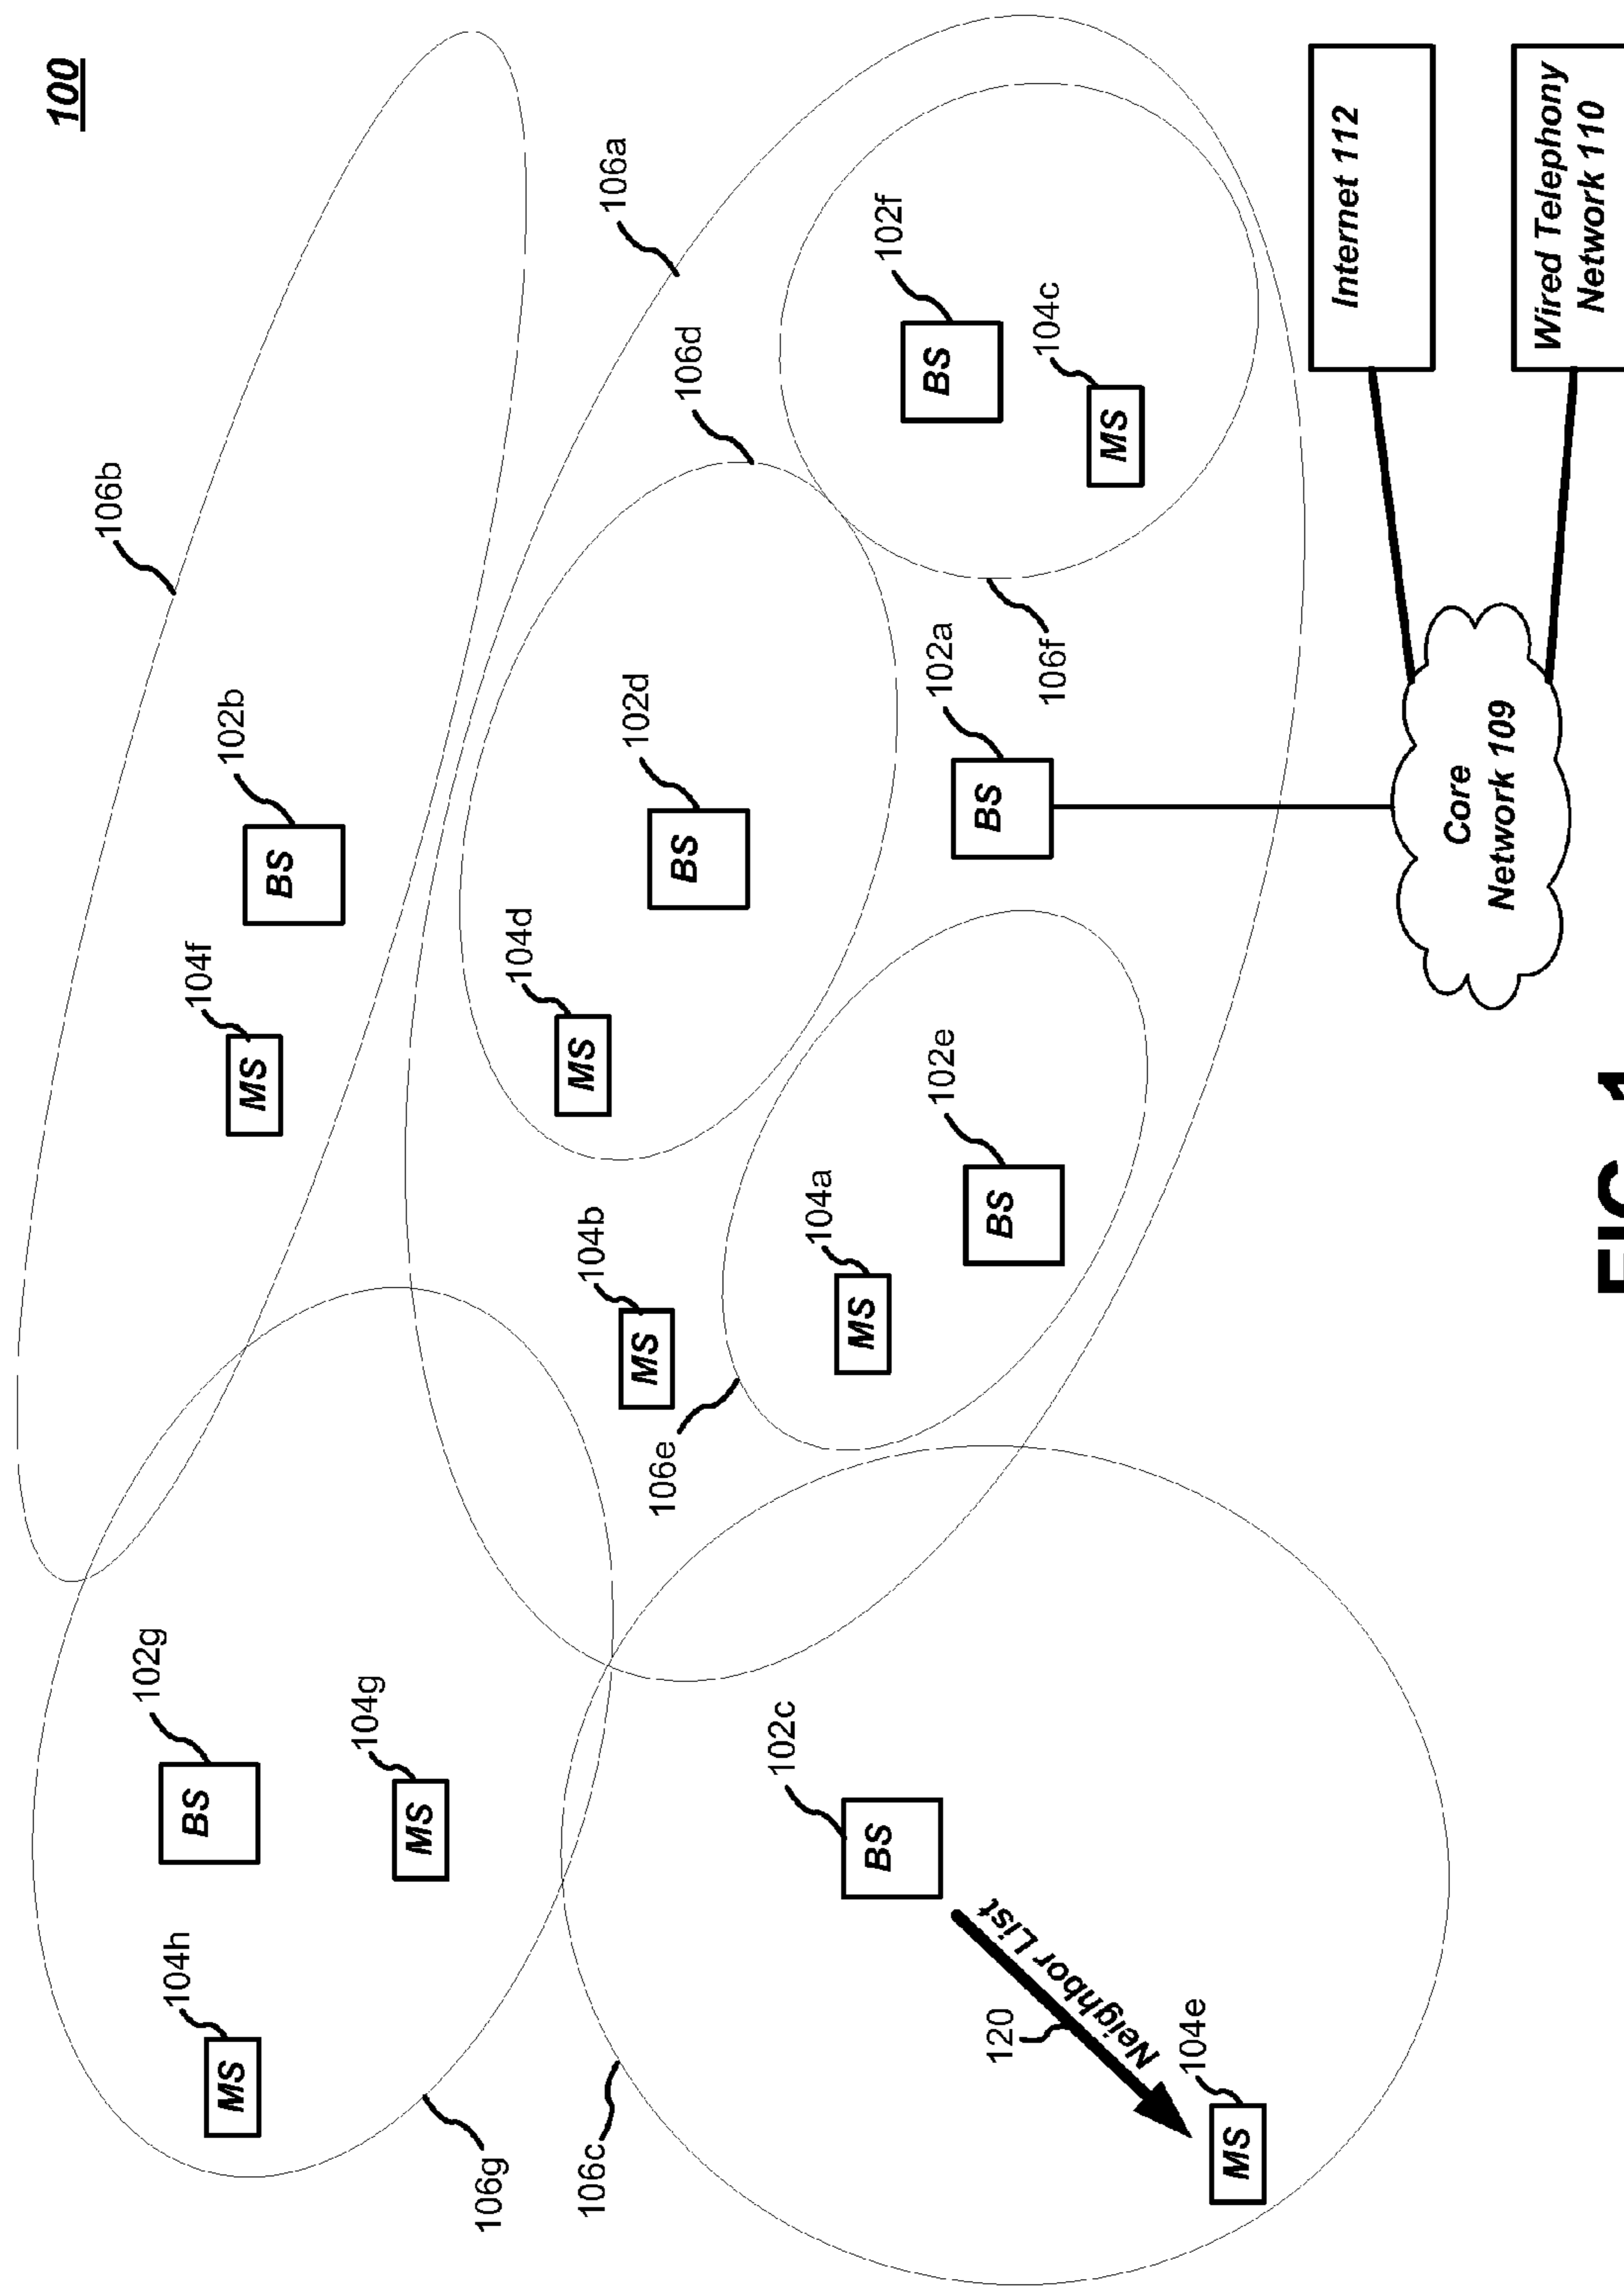 100
106b
102b
BS
104f
MS
106a
106d
102d
BS
104d
MS
102f
BS
104c
MS
106f
102a
BS
104b
MS
104a
MS
102e
BS
106e
102g
BS
104g
MS
104h
MS
106g
106c
102c
BS
Neighbor List
120
104e
MS
Internet 112
Wired Telephony
Network 110
Core
Network 109